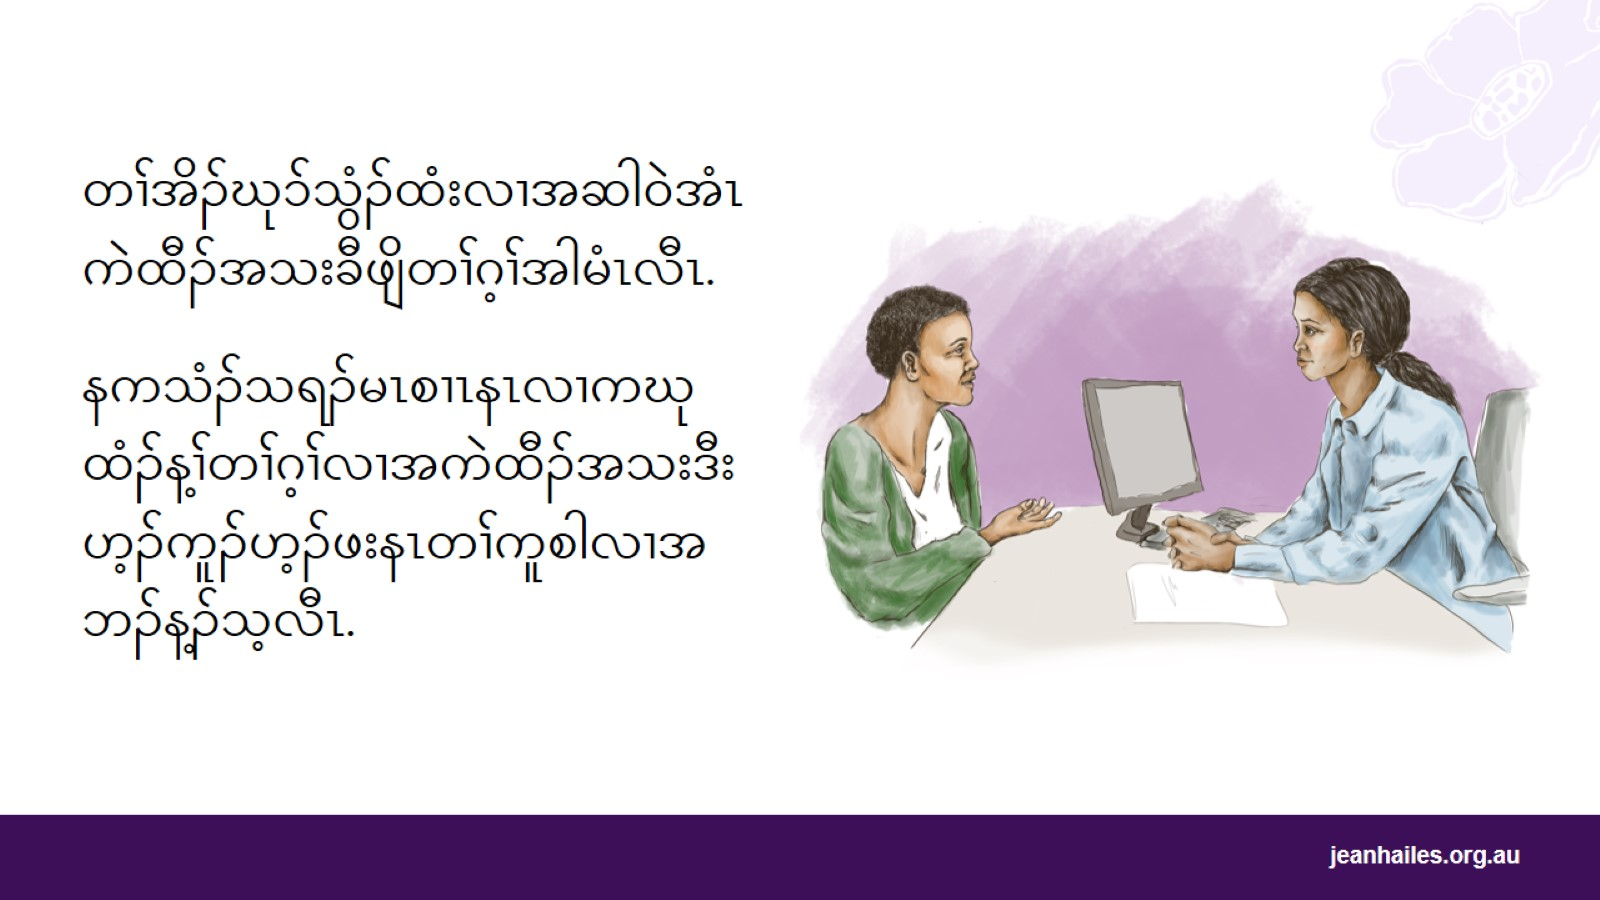 တၢ်အိၣ်ဃုာ်သွံၣ်ထံးလၢအဆါဝဲအံၤ
ကဲထီၣ်အသးခီဖျိတၢ်ဂ့ၢ်အါမံၤလီၤ.
နကသံၣ်သရၣ်မၤစၢၤနၤလၢကဃု
ထံၣ်န့ၢ်တၢ်ဂ့ၢ်လၢအကဲထီၣ်အသးဒီး
ဟ့ၣ်ကူၣ်ဟ့ၣ်ဖးနၤတၢ်ကူစါလၢအ
ဘၣ်န့ၣ်သ့လီၤ.
jeanhailes.org.au